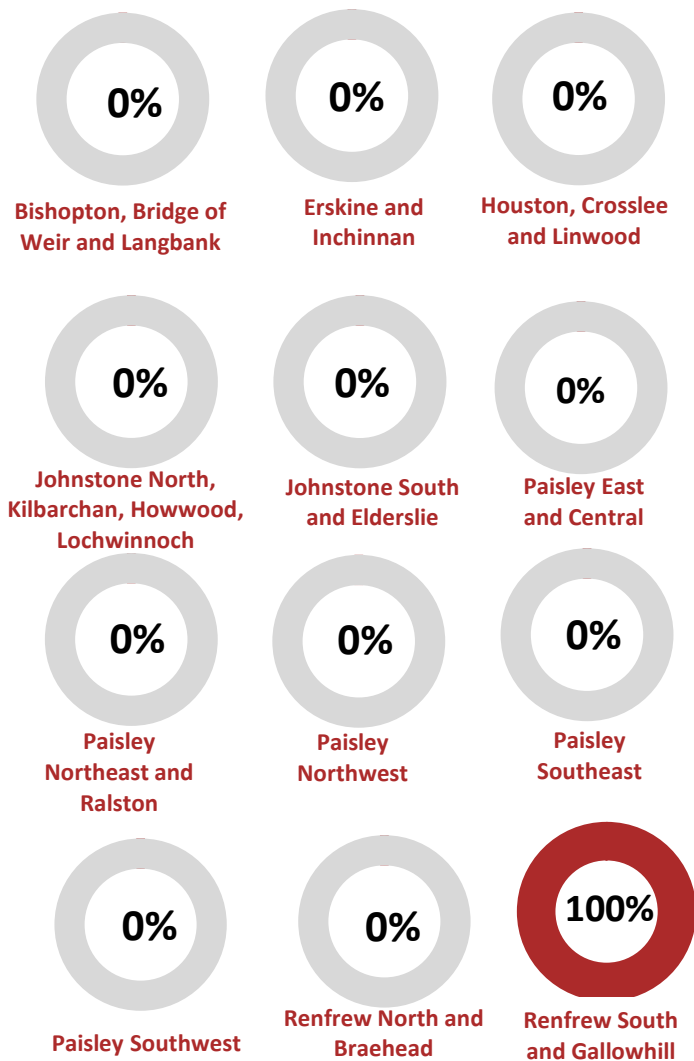 0%
Bishopton, Bridge of
Weir and Langbank
0%
Erskine and
Inchinnan
0%
Houston, Crosslee
and Linwood
0%
Johnstone North,
Kilbarchan, Howwood,
Lochwinnoch
0%
Johnstone South
and Elderslie
0%
Paisley East
and Central
0%
Paisley
Northeast and
Ralston
0%
Paisley
Northwest
0%
Paisley
Southeast
0%
Paisley Southwest
0%
Renfrew North and
Braehead
100%
Renfrew South
and Gallowhill